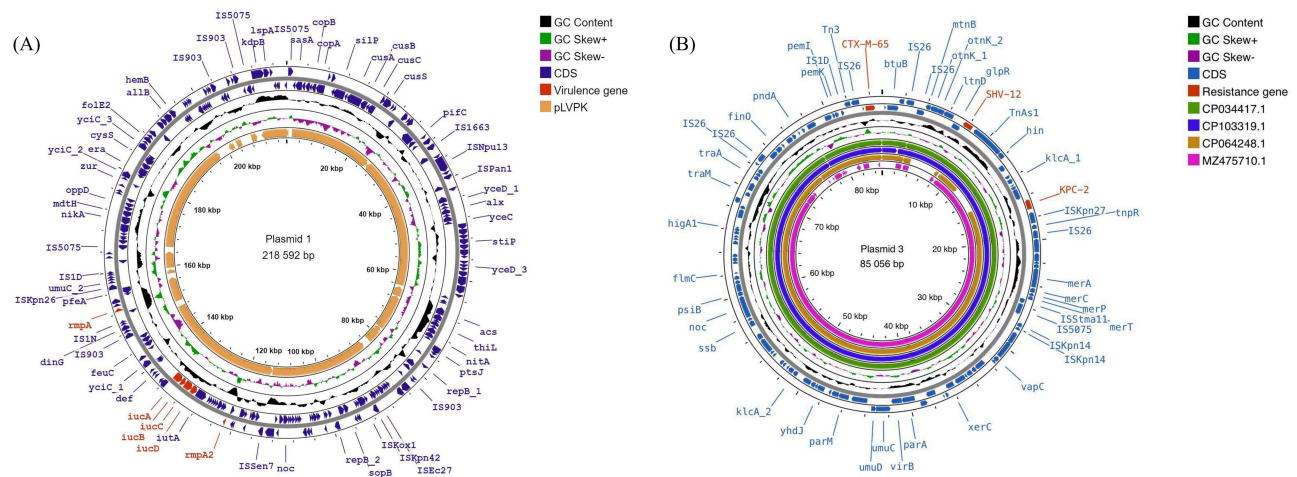 (A)
IS5075
lspA
IS5075
copB
IS903
kdpB
sasA
copA
silP
cusB
IS903
cusA
cusC
cusS
hemB
allB
folE2
yciC_3
cysS
yciC_2
era
zur
oppD
mdtH
nikA
IS5075
IS1D
umuC_2
ISKpn26
pfeA
rmpA
IS1N
IS903
dinG
feuC
yciC_1
def
iucA
iucC
iucB
iucD
iutA
rmpA2
ISSen7
noc
repB_2
sopB
ISEc27
ISKpn42
ISKox1
IS903
repB_1
ptsJ
nitA
thiL
acs
yceD_3
stiP
yceC
alx
yceD_1
ISPan1
ISNpu13
IS1663
pifC
20 kbp
40 kbp
60 kbp
80 kbp
100 kbp
120 kbp
140 kbp
160 kbp
180 kbp
200 kbp
Plasmid 1
218 592 bp
GC Content
GC Skew+
GC Skew-
CDS
Virulence gene
pLVPK
(B)
Tn3
CTX-M-65
pemI
IS1D
pemK
IS26
btuB
IS26
mtnB
otnK_2
otnK_1
IS26
ltnD
glpR
SHV-12
TnAs1
hin
klcA_1
KPC-2
ISKpn27
tnpR
IS26
merA
merC
merP
ISStma11
merT
IS5075
ISKpn14
ISKpn14
vapC
xerC
parA
virB
umuC
umuD
parM
yhdJ
klcA_2
ssb
noc
psiB
flmC
higA1
traM
traA
IS26
IS26
finO
pndA
10 kbp
20 kbp
30 kbp
40 kbp
50 kbp
60 kbp
70 kbp
80 kbp
Plasmid 3
85 056 bp
GC Content
GC Skew+
GC Skew-
CDS
Resistance gene
CP034417.1
CP103319.1
CP064248.1
MZ475710.1